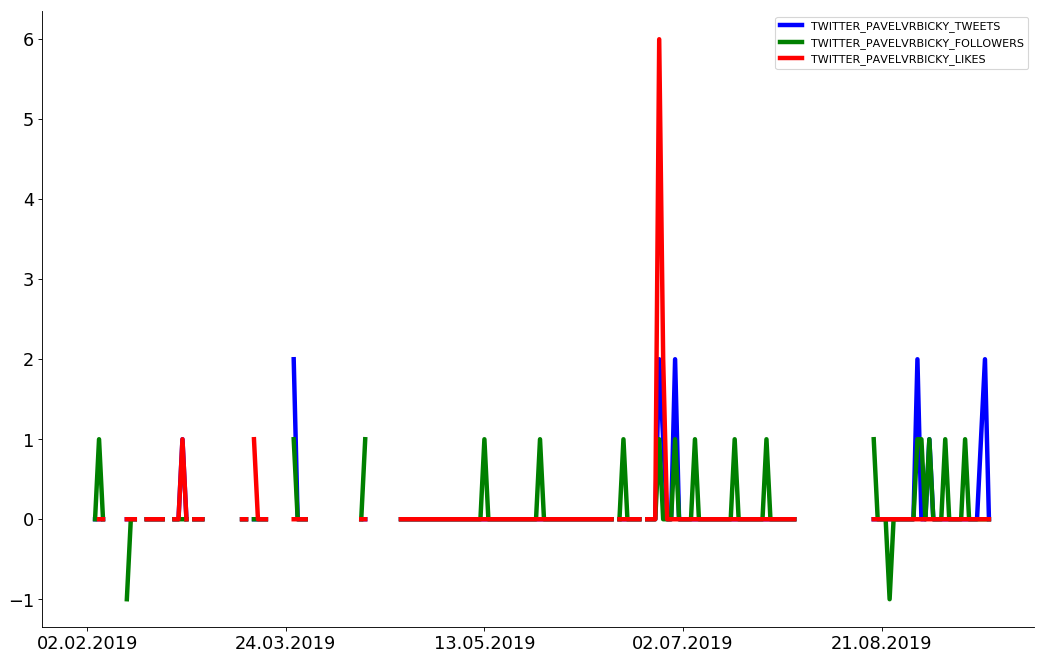 TWITTER_PAVELVRBICKY_TWEETS
TWITTER_PAVELVRBICKY_FOLLOWERS
TWITTER_PAVELVRBICKY_LIKES
6
5
4
3
2
1
0
−1
02.02.2019 24.03.2019 13.05.2019 02.07.2019 21.08.2019